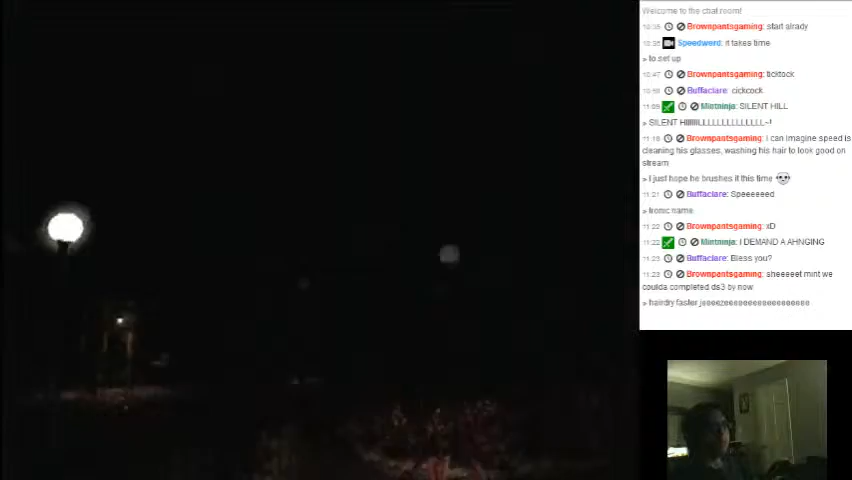 Welcome to the chat room!
10:35 Brownpantsgaming: start alrady
10:36 Speedwerd: it takes time
» to set up
10:47 Brownpantsgaming: ticktock
10:58 Buffaclare: cickcock
11:09 Mintninja: SILENT HILL
» SILENT HIIIIIILLLLLLLLLLLLLL~!
11:18 Brownpantsgaming: i can imagine speed is
cleaning his glasses, washing his hair to look good on
stream
» I just hope he brushes it this time
11:21 Buffaclare: Speeeeeed
» Ironic name
11:22 Brownpantsgaming: xD
11:22 Mintninja: I DEMAND A AHNGING
11:23 Buffaclare: Bless you?
11:23 Brownpantsgaming: sheeeeet mint we
coulda completed ds3 by now
» hairdry faster jeeeezeeeeeeeeeeeeeeeee